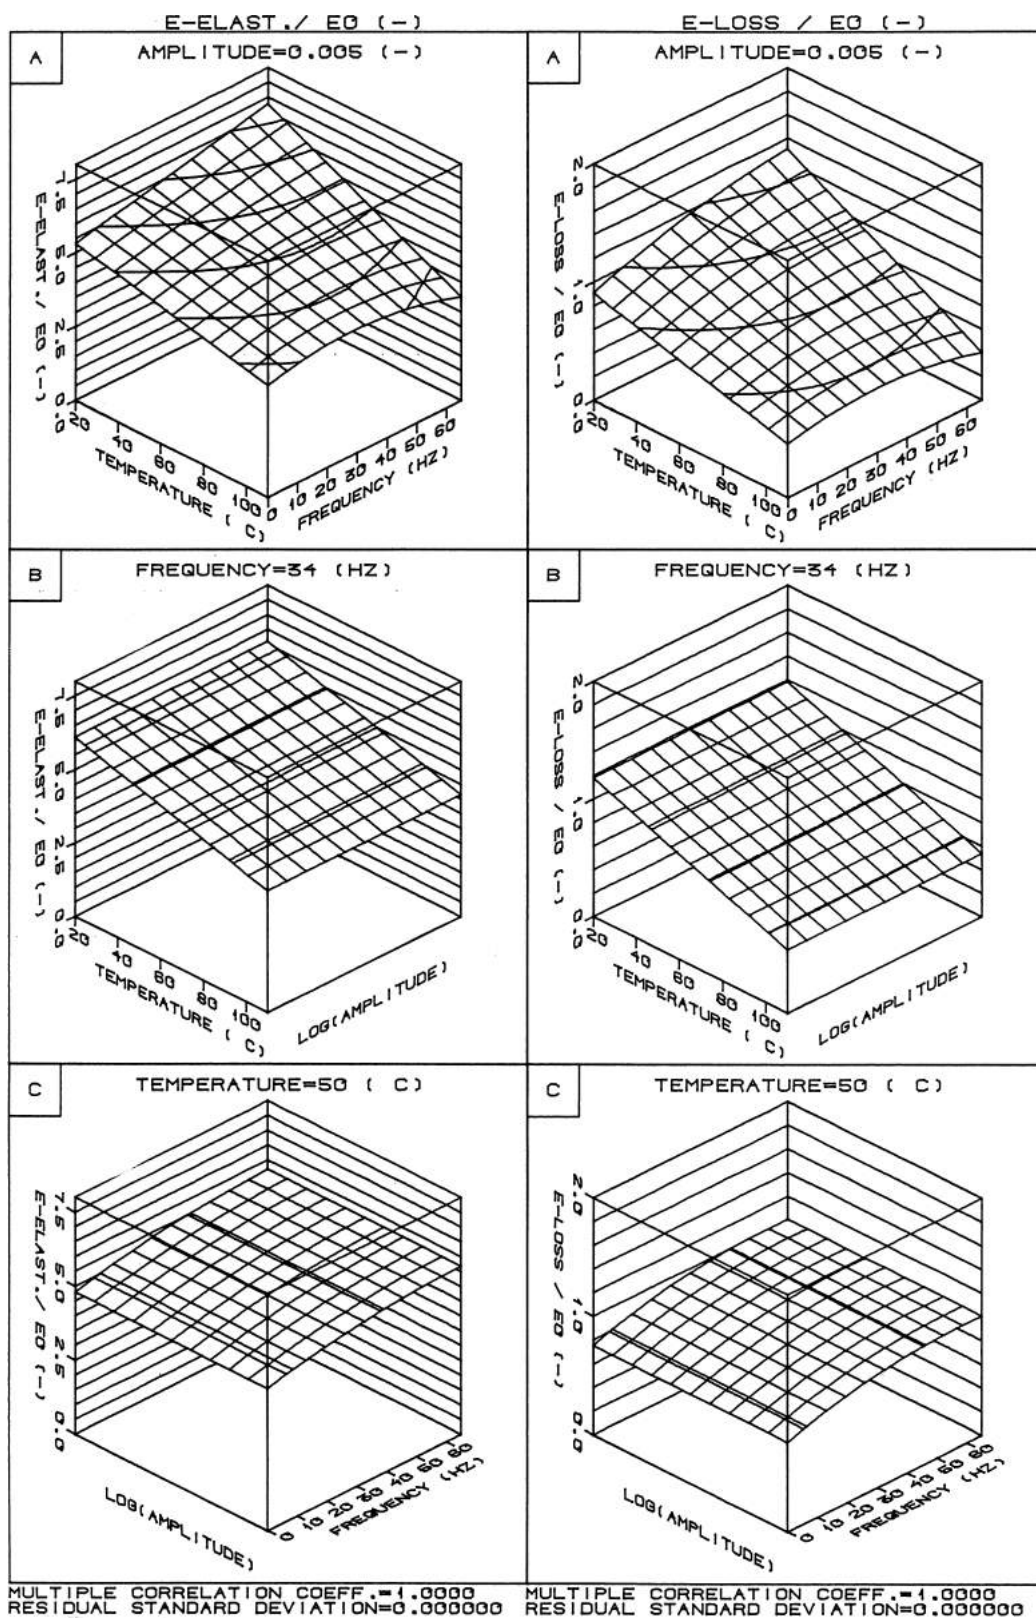 E-ELAST./ E0 (-)
E-LOSS / E0 (-)
A
AMPLITUDE=0.005 (-)
7.5
5.0
2.5
0.0
E-ELAST./ E0 (-)
20 40 60 80 100
TEMPERATURE ( C)
0 10 20 30 40 50 60
FREQUENCY (HZ)
A
AMPLITUDE=0.005 (-)
2.0
1.0
0.0
E-LOSS / E0 (-)
20 40 60 80 100
TEMPERATURE ( C)
0 10 20 30 40 50 60
FREQUENCY (HZ)
B
FREQUENCY=34 (HZ)
7.5
5.0
2.5
0.0
E-ELAST./ E0 (-)
20 40 60 80 100
TEMPERATURE ( C)
LOG(AMPLITUDE)
B
FREQUENCY=34 (HZ)
2.0
1.0
0.0
E-LOSS / E0 (-)
20 40 60 80 100
TEMPERATURE ( C)
LOG(AMPLITUDE)
C
TEMPERATURE=50 ( C)
7.5
5.0
2.5
0.0
E-ELAST./ E0 (-)
LOG(AMPLITUDE)
0 10 20 30 40 50 60
FREQUENCY (HZ)
C
TEMPERATURE=50 ( C)
2.0
1.0
0.0
E-LOSS / E0 (-)
LOG(AMPLITUDE)
0 10 20 30 40 50 60
FREQUENCY (HZ)
MULTIPLE CORRELATION COEFF.=1.0000
RESIDUAL STANDARD DEVIATION=0.000000
MULTIPLE CORRELATION COEFF.=1.0000
RESIDUAL STANDARD DEVIATION=0.000000